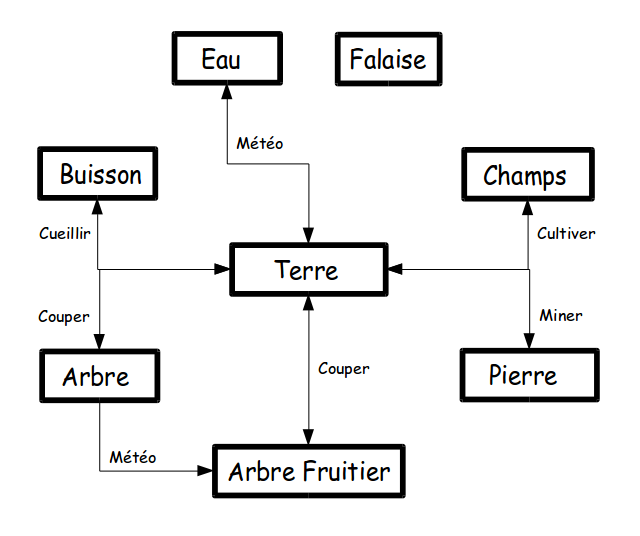 Eau
Falaise
Météo
Buisson
Champs
Cueillir
Cultiver
Terre
Couper
Miner
Couper
Arbre
Pierre
Météo
Arbre Fruitier